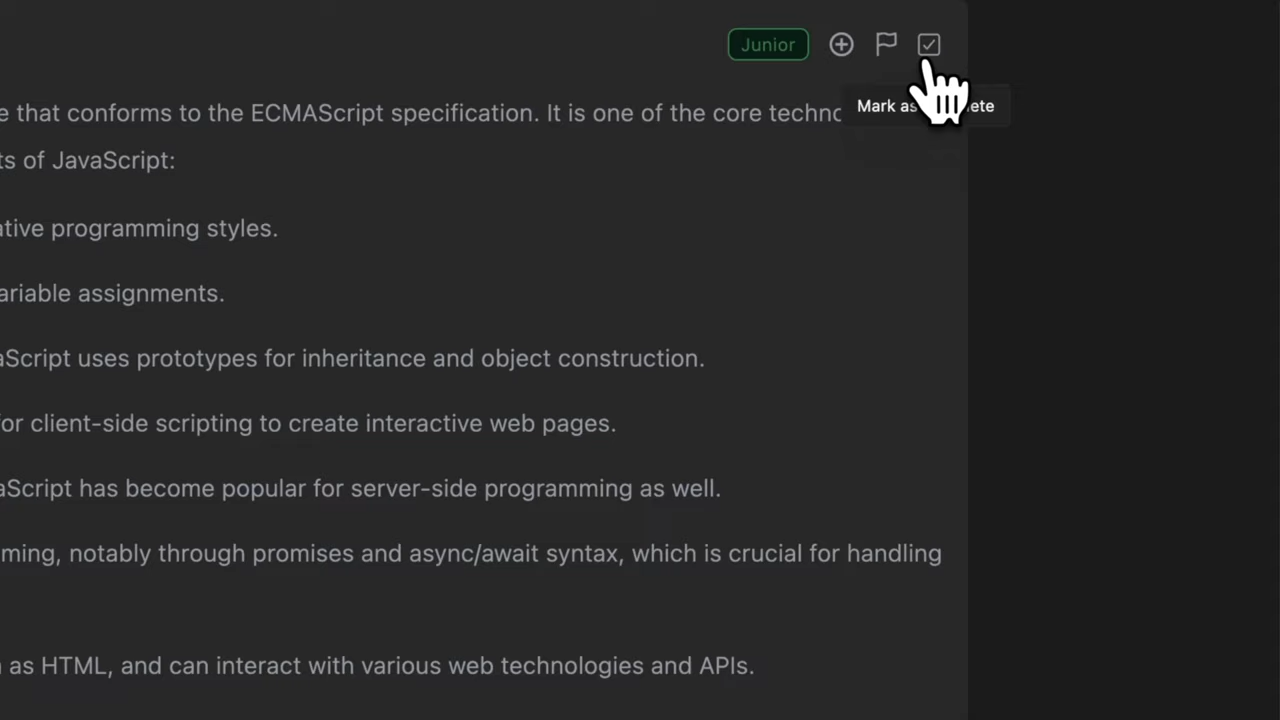 Junior
e that conforms to the ECMAScript specification. It is one of the core techno
Mark as ete
ts of JavaScript:
ative programming styles.
ariable assignments.
aScript uses prototypes for inheritance and object construction.
for client-side scripting to create interactive web pages.
aScript has become popular for server-side programming as well.
ming, notably through promises and async/await syntax, which is crucial for handling
as HTML, and can interact with various web technologies and APIs.